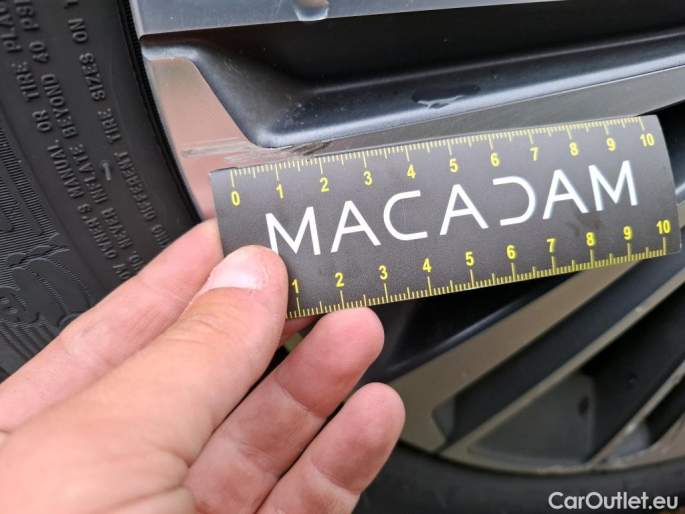 0 1 2 3 4 5 6 7 8 9 10
MACADAM
1 2 3 4 5 6 7 8 9 10
SIZES ON
DIFFERENT TIRE
NEVER INFLATE BEYOND 40 PSI
OWNER'S MANUAL OR TIRE PLA
CarOutlet.eu